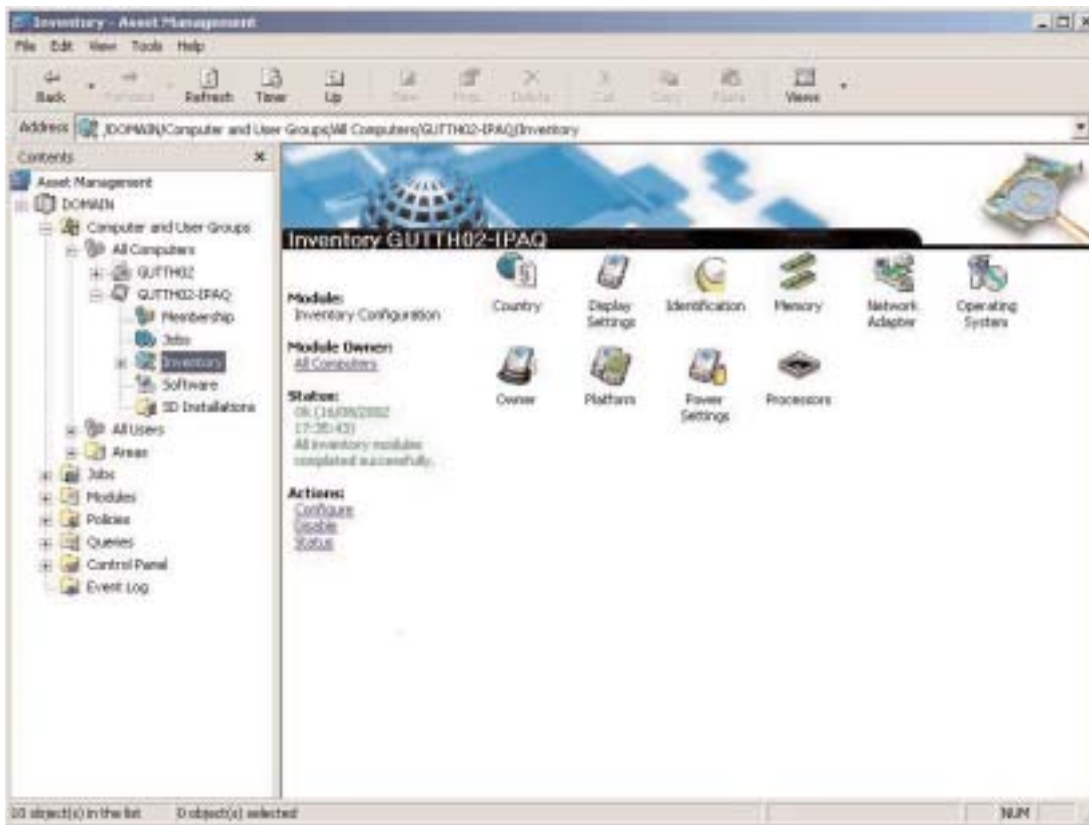 Inventory - Asset Management
File Edit View Tools Help
Back Forward Refresh Timer Up New Prop. Delete Cut Copy Paste Views
Address /DOMAIN/Computer and User Groups/All Computers/GUTTH02-IPAQ/Inventory
Contents
Asset Management
DOMAIN
Computer and User Groups
All Computers
GUTTH02
GUTTH02-IPAQ
Membership
Jobs
Inventory
Software
SD Installations
All Users
Areas
Jobs
Modules
Policies
Queries
Control Panel
Event Log
Inventory GUTTH02-IPAQ
Module:
Inventory Configuration
Module Owner:
All Computers
Status:
Ok (16/08/2002
17:35:43)
All inventory modules
completed successfully.
Actions:
Configure
Disable
Status
Country
Display
Settings
Identification
Memory
Network
Adapter
Operating
System
Owner
Platform
Power
Settings
Processors
10 object(s) in the list 0 object(s) selected NUM